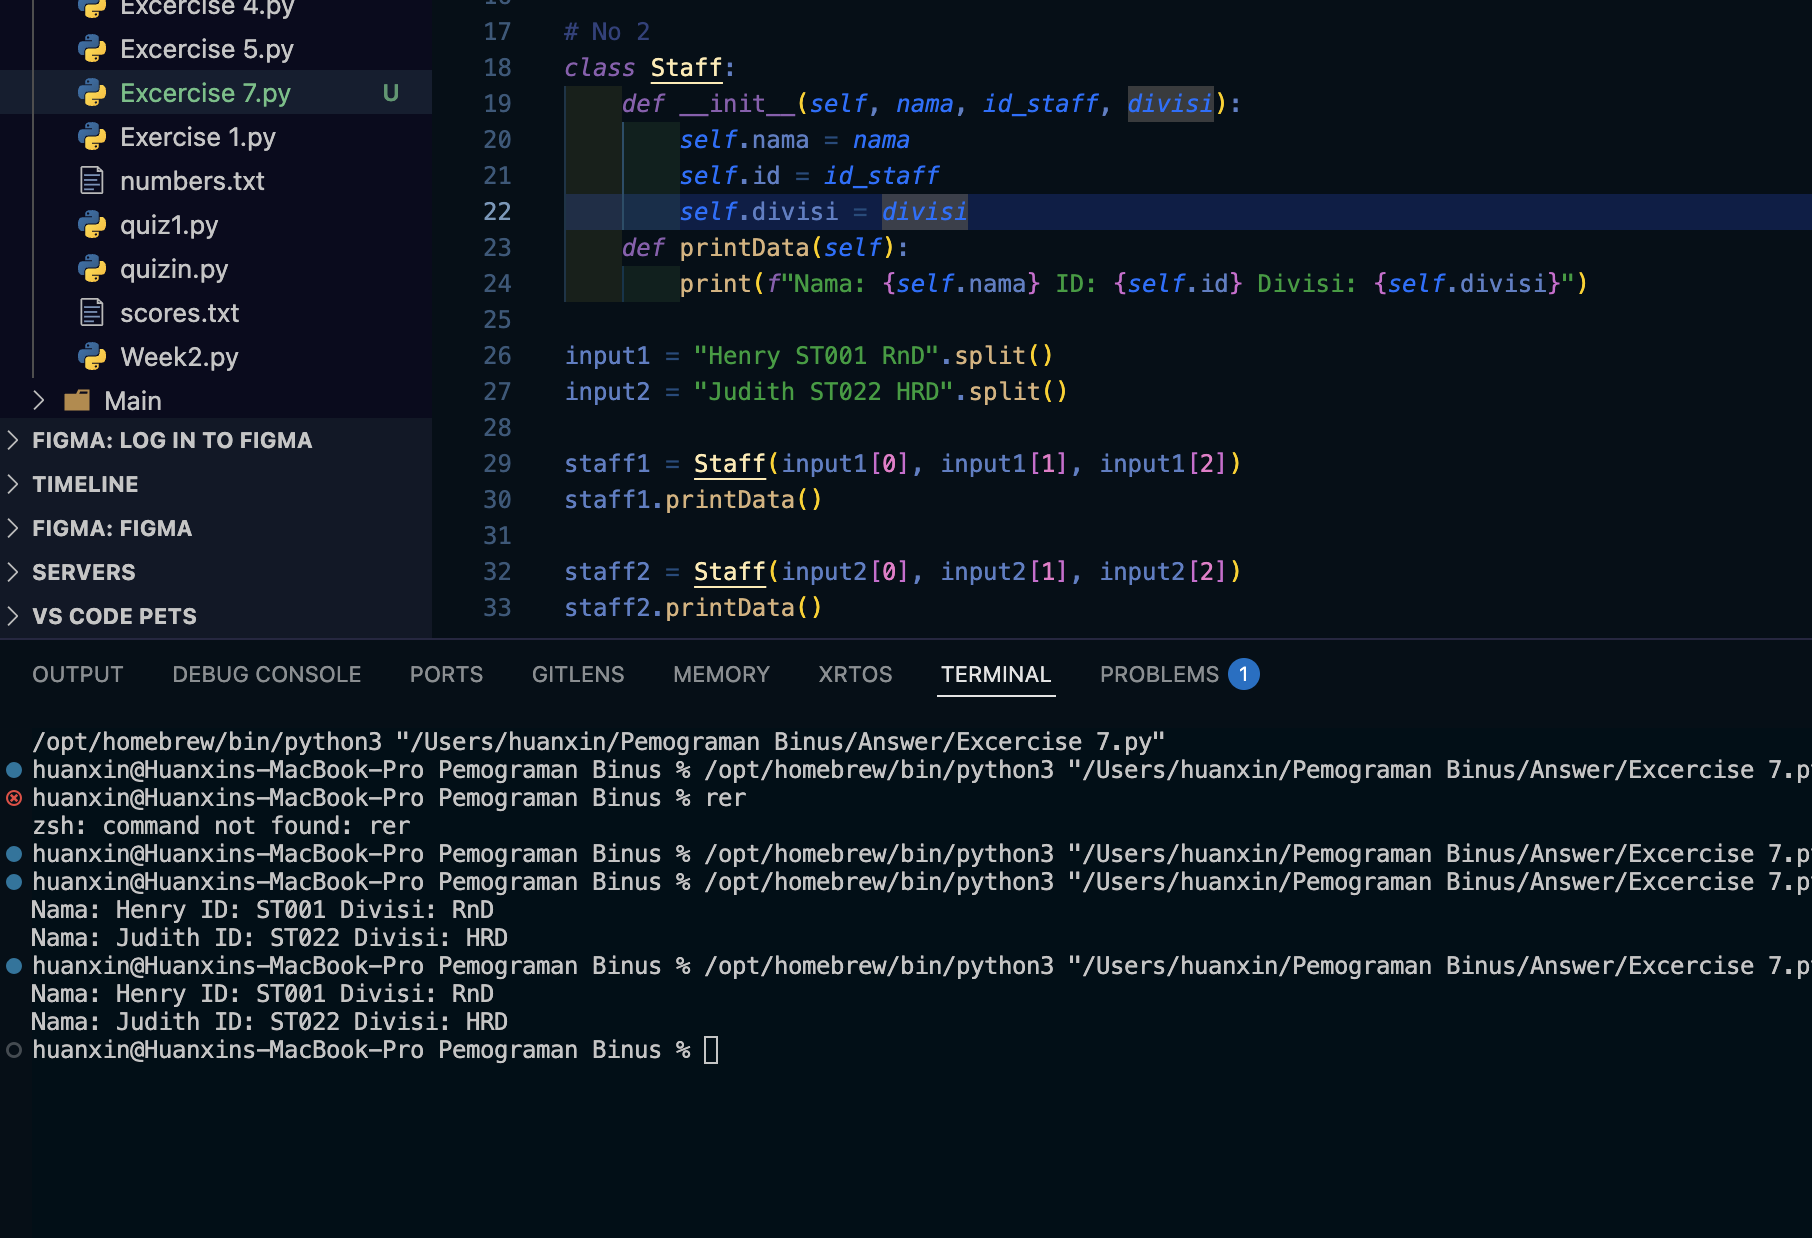 Excercise 4.py
Excercise 5.py
Excercise 7.py U
Exercise 1.py
numbers.txt
quiz1.py
quizin.py
scores.txt
Week2.py
Main
FIGMA: LOG IN TO FIGMA
TIMELINE
FIGMA: FIGMA
SERVERS
VS CODE PETS
17 # No 2
18 class Staff:
19     def __init__(self, nama, id_staff, divisi):
20         self.nama = nama
21         self.id = id_staff
22         self.divisi = divisi
23     def printData(self):
24         print(f"Nama: {self.nama} ID: {self.id} Divisi: {self.divisi}")
25
26 input1 = "Henry ST001 RnD".split()
27 input2 = "Judith ST022 HRD".split()
28
29 staff1 = Staff(input1[0], input1[1], input1[2])
30 staff1.printData()
31
32 staff2 = Staff(input2[0], input2[1], input2[2])
33 staff2.printData()
OUTPUT DEBUG CONSOLE PORTS GITLENS MEMORY XRTOS TERMINAL PROBLEMS 1
/opt/homebrew/bin/python3 "/Users/huanxin/Pemograman Binus/Answer/Excercise 7.py"
huanxin@Huanxins-MacBook-Pro Pemograman Binus % /opt/homebrew/bin/python3 "/Users/huanxin/Pemograman Binus/Answer/Excercise 7.p
huanxin@Huanxins-MacBook-Pro Pemograman Binus % rer
zsh: command not found: rer
huanxin@Huanxins-MacBook-Pro Pemograman Binus % /opt/homebrew/bin/python3 "/Users/huanxin/Pemograman Binus/Answer/Excercise 7.p
huanxin@Huanxins-MacBook-Pro Pemograman Binus % /opt/homebrew/bin/python3 "/Users/huanxin/Pemograman Binus/Answer/Excercise 7.p
Nama: Henry ID: ST001 Divisi: RnD
Nama: Judith ID: ST022 Divisi: HRD
huanxin@Huanxins-MacBook-Pro Pemograman Binus % /opt/homebrew/bin/python3 "/Users/huanxin/Pemograman Binus/Answer/Excercise 7.p
Nama: Henry ID: ST001 Divisi: RnD
Nama: Judith ID: ST022 Divisi: HRD
huanxin@Huanxins-MacBook-Pro Pemograman Binus %